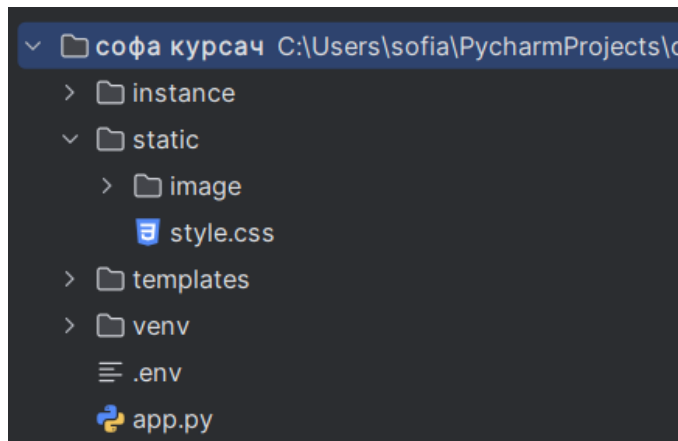 софа курсач C:\Users\sofia\PycharmProjects\
instance
static
image
style.css
templates
venv
.env
app.py